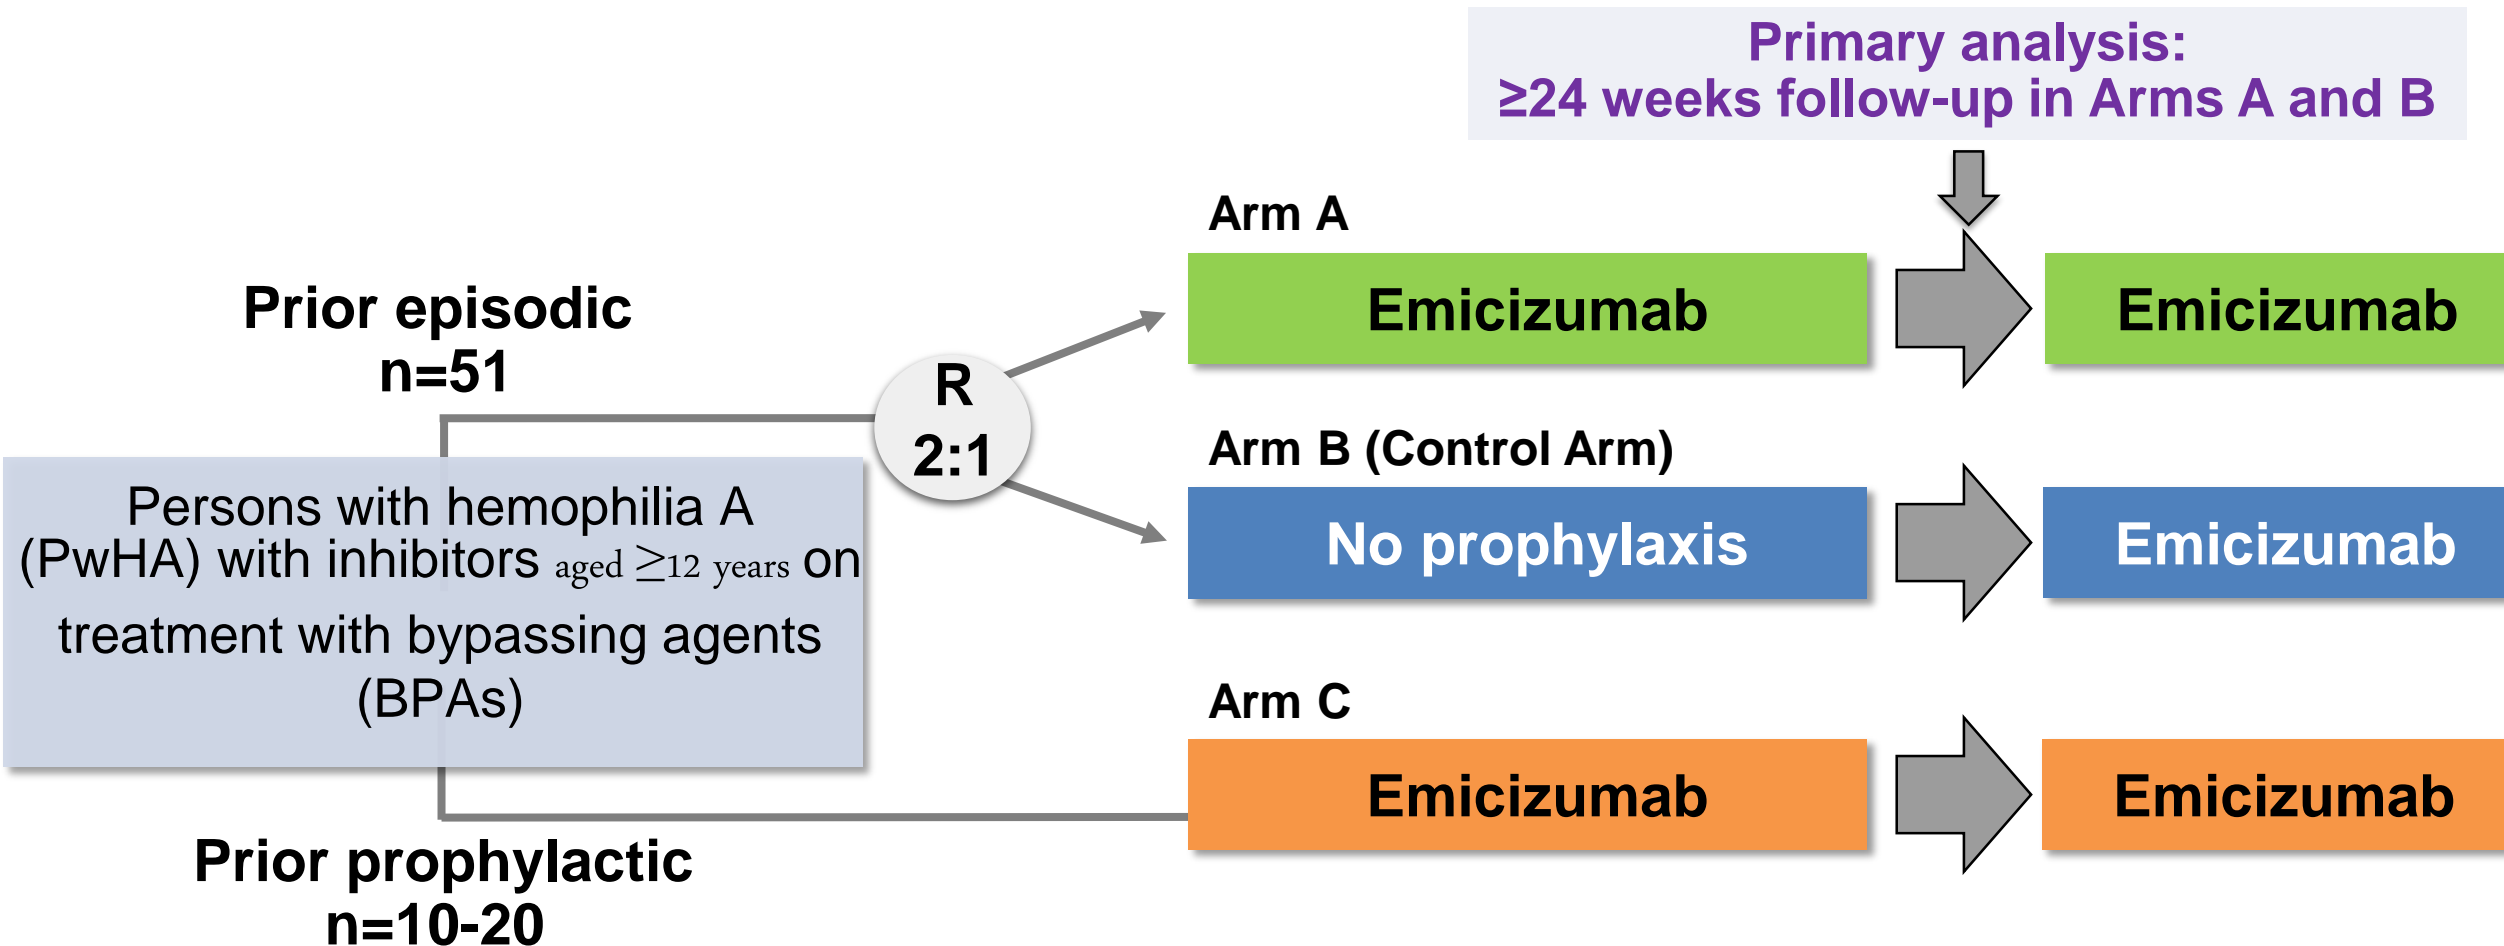 Primary analysis:
≥24 weeks follow-up in Arms A and B
Prior episodic
n=51
R
2:1
Persons with hemophilia A
(PwHA) with inhibitors aged ≥12 years on
treatment with bypassing agents
(BPAs)
Prior prophylactic
n=10-20
Arm A
Emicizumab
Emicizumab
Arm B (Control Arm)
No prophylaxis
Emicizumab
Arm C
Emicizumab
Emicizumab